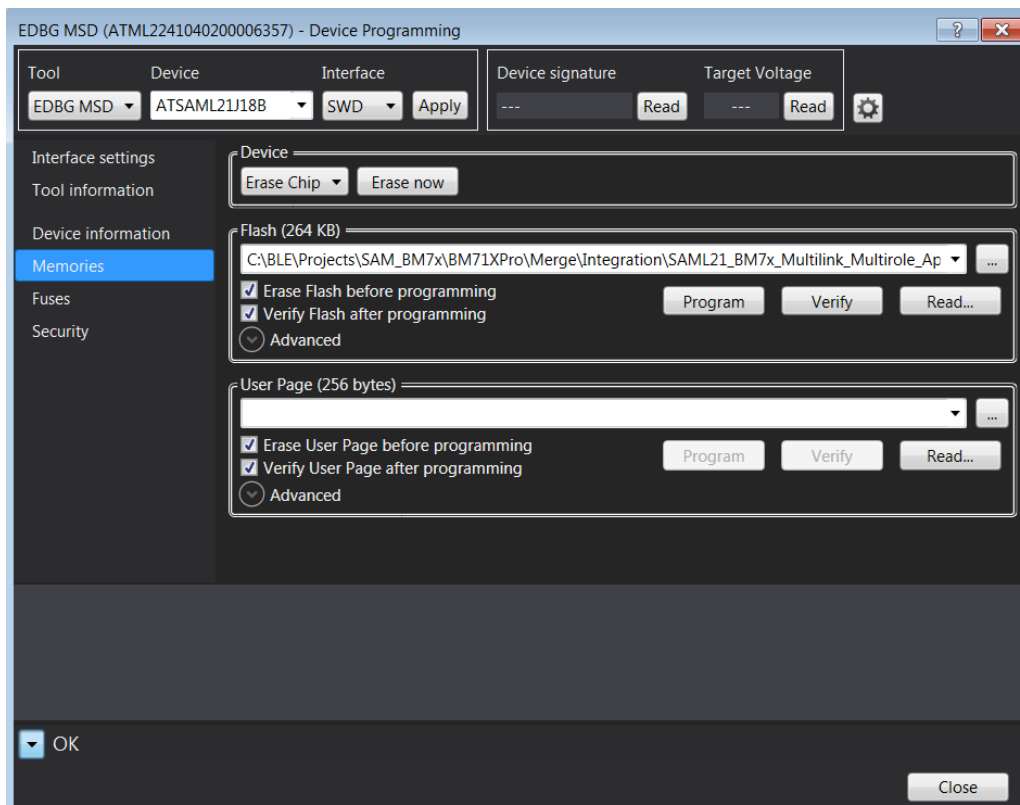 EDBG MSD (ATML2241040200006357) - Device Programming
Tool Device Interface Device signature Target Voltage
EDBG MSD ATSAML21J18B SWD Apply --- Read --- Read
Interface settings
Tool information
Device information
Memories
Fuses
Security
Device
Erase Chip Erase now
Flash (264 KB)
C:\BLE\Projects\SAM_BM7x\BM71XPro\Merge\Integration\SAML21_BM7x_Multilink_Multirole_Ap ...
Erase Flash before programming
Verify Flash after programming
Program Verify Read...
Advanced
User Page (256 bytes)
...
Erase User Page before programming
Verify User Page after programming
Program Verify Read...
Advanced
OK
Close